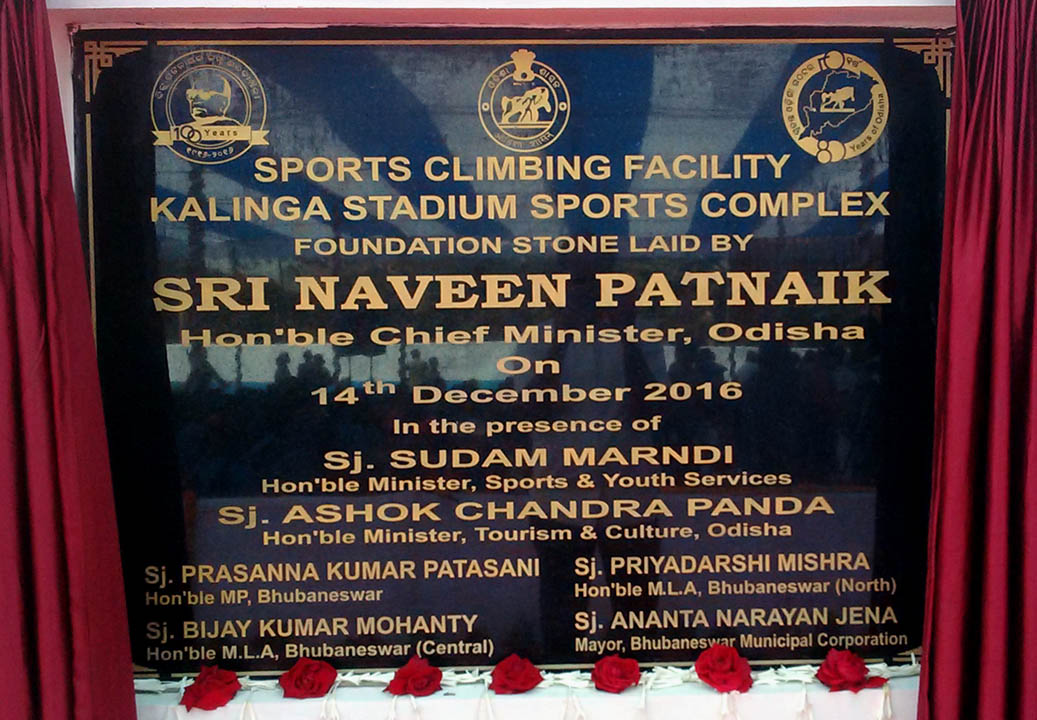 100 Years
80
Years of Odisha
SPORTS CLIMBING FACILITY
KALINGA STADIUM SPORTS COMPLEX
FOUNDATION STONE LAID BY
SRI NAVEEN PATNAIK
Hon'ble Chief Minister, Odisha
On
14th December 2016
In the presence of
Sj. SUDAM MARNDI
Hon'ble Minister, Sports & Youth Services
Sj. ASHOK CHANDRA PANDA
Hon'ble Minister, Tourism & Culture, Odisha
Sj. PRASANNA KUMAR PATASANI
Hon'ble MP, Bhubaneswar
Sj. BIJAY KUMAR MOHANTY
Hon'ble M.L.A, Bhubaneswar (Central)
Sj. PRIYADARSHI MISHRA
Hon'ble M.L.A, Bhubaneswar (North)
Sj. ANANTA NARAYAN JENA
Mayor, Bhubaneswar Municipal Corporation